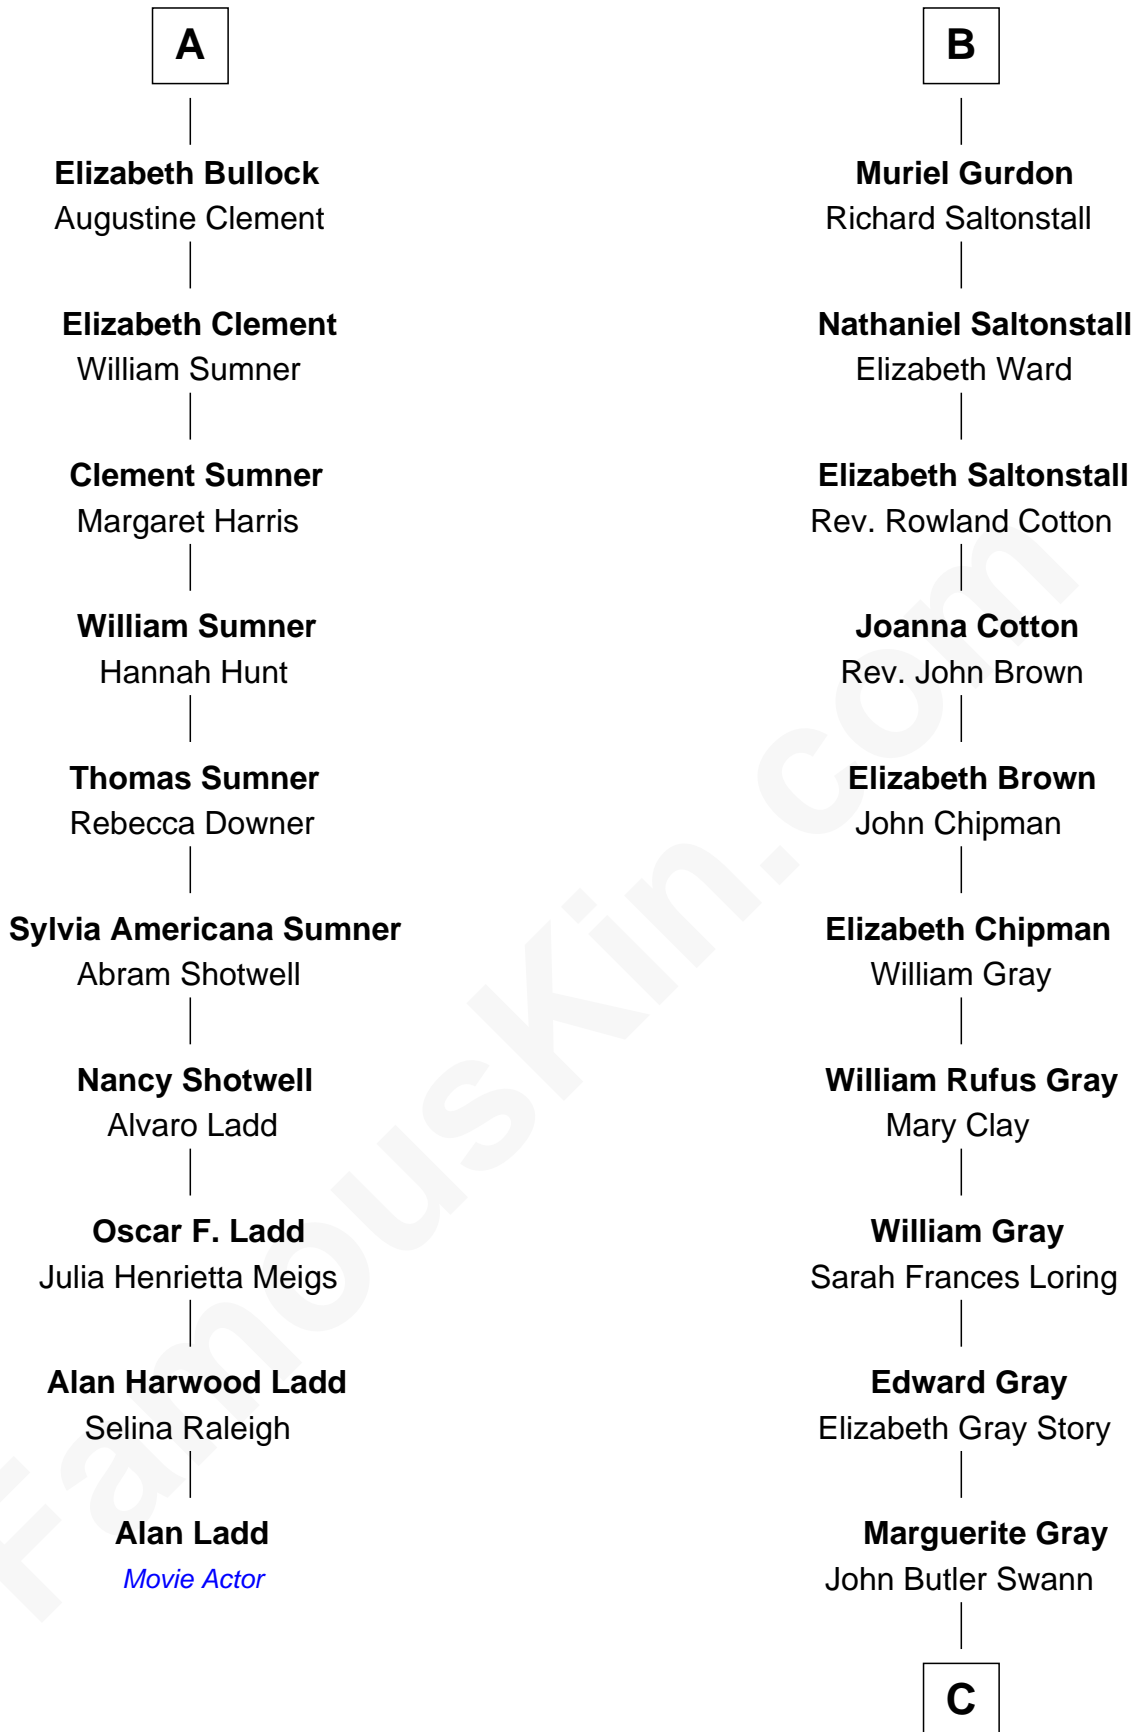 A
Elizabeth Bullock
Augustine Clement
Elizabeth Clement
William Sumner
Clement Sumner
Margaret Harris
William Sumner
Hannah Hunt
Thomas Sumner
Rebecca Downer
Sylvia Americana Sumner
Abram Shotwell
Nancy Shotwell
Alvaro Ladd
Oscar F. Ladd
Julia Henrietta Meigs
Alan Harwood Ladd
Selina Raleigh
Alan Ladd
Movie Actor
B
Muriel Gurdon
Richard Saltonstall
Nathaniel Saltonstall
Elizabeth Ward
Elizabeth Saltonstall
Rev. Rowland Cotton
Joanna Cotton
Rev. John Brown
Elizabeth Brown
John Chipman
Elizabeth Chipman
William Gray
William Rufus Gray
Mary Clay
William Gray
Sarah Frances Loring
Edward Gray
Elizabeth Gray Story
Marguerite Gray
John Butler Swann
C
FamousKin.com